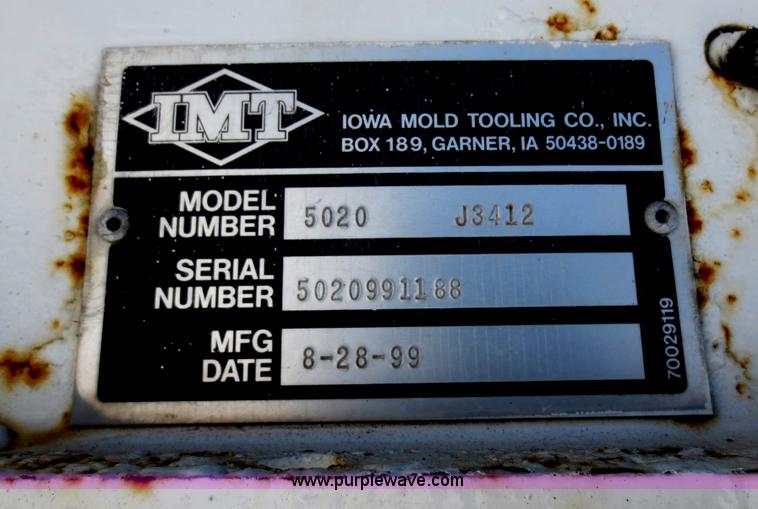 IMT
IOWA MOLD TOOLING CO., INC.
BOX 189, GARNER, IA 50438-0189
MODEL NUMBER 5020 J3412
SERIAL NUMBER 5020991188
MFG DATE 8-28-99
70029119
www.purplewave.com